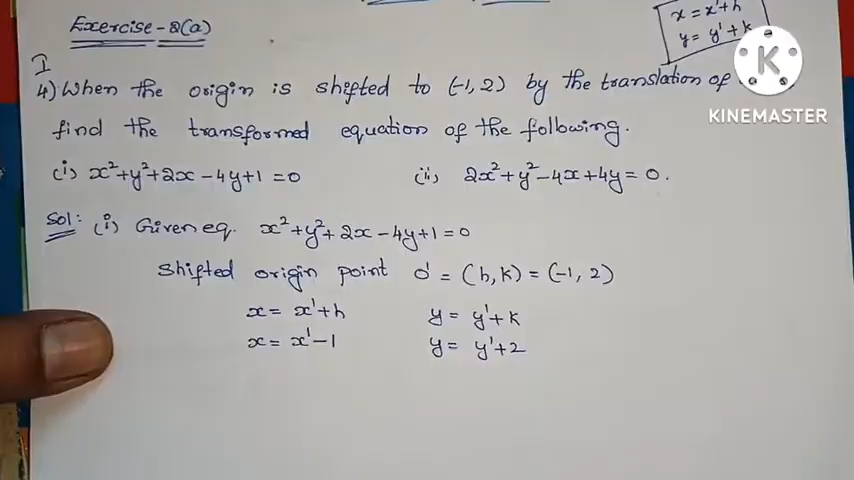 Exercise-8(a)
x = x'+h
y = y'+k
I
4) When the origin is shifted to (-1, 2) by the translation of
find the transformed equation of the following.
(i) x²+y²+2x-4y+1=0 (ii) 2x²+y²-4x+4y=0.
Sol: (i) Given eq. x²+y²+2x-4y+1=0
Shifted origin point o' = (h, k) = (-1, 2)
x = x'+h y = y'+k
x = x'-1 y = y'+2
K
KINEMASTER